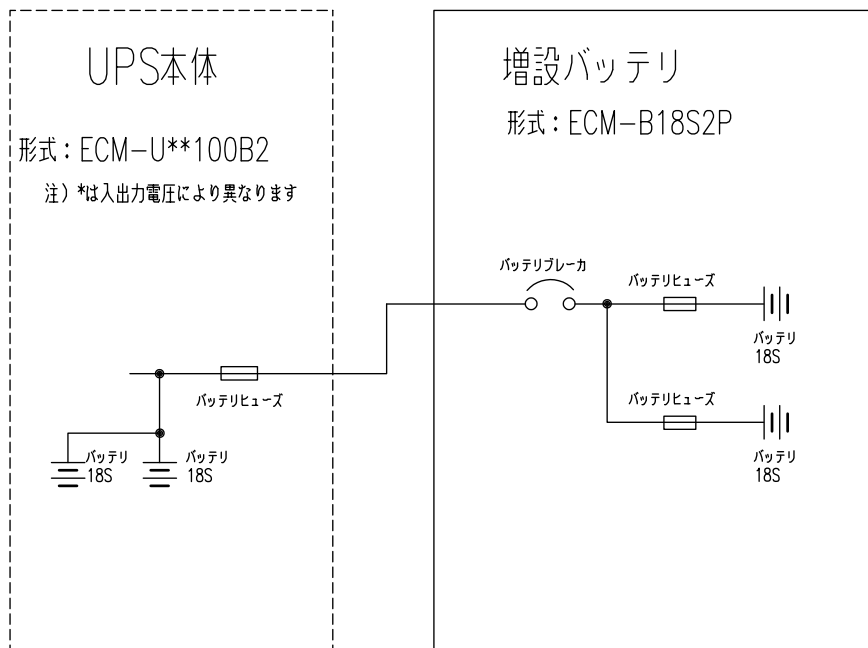 UPS本体
形式：ECM-U**100B2
注）*は入出力電圧により異なります
バッテリヒューズ
バッテリ
18S
バッテリ
18S
増設バッテリ
形式：ECM-B18S2P
バッテリブレーカ
バッテリヒューズ
バッテリ
18S
バッテリヒューズ
バッテリ
18S